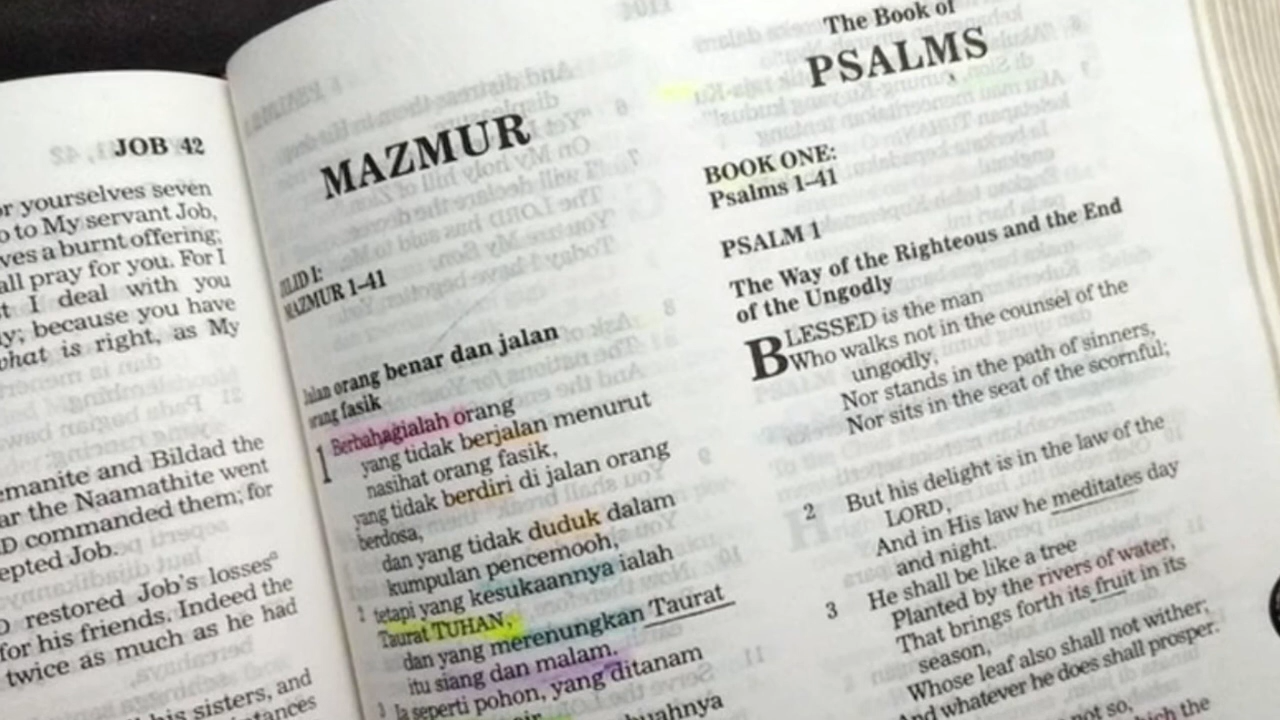 JOB 42
yourselves seven
to My servant Job,
a burnt offering;
all pray for you. For I
I deal with you
because you have
what is right, as My
and Bildad the
the Naamathite went
commanded them; for
Job.
restored Job's losses
for his friends. Indeed the
twice as much as he had
his sisters, and
MAZMUR
MAZMUR 1–41
Jalan orang benar dan jalan
orang fasik
1 Berbahagialah orang
yang tidak berjalan menurut
nasihat orang fasik,
yang tidak berdiri di jalan orang
berdosa,
dan yang tidak duduk dalam
kumpulan pencemooh,
2 tetapi yang kesukaannya ialah
Taurat TUHAN,
dan yang merenungkan Taurat
itu siang dan malam.
3 Ia seperti pohon, yang ditanam
The Book of
PSALMS
BOOK ONE:
Psalms 1–41
PSALM 1
The Way of the Righteous and the End
of the Ungodly
BLESSED is the man
Who walks not in the counsel of the
ungodly,
Nor stands in the path of sinners,
Nor sits in the seat of the scornful;
2 But his delight is in the law of the
LORD,
And in His law he meditates day
and night.
3 He shall be like a tree
Planted by the rivers of water,
That brings forth its fruit in its
season,
Whose leaf also shall not wither;
And whatever he does shall prosper.
not so,